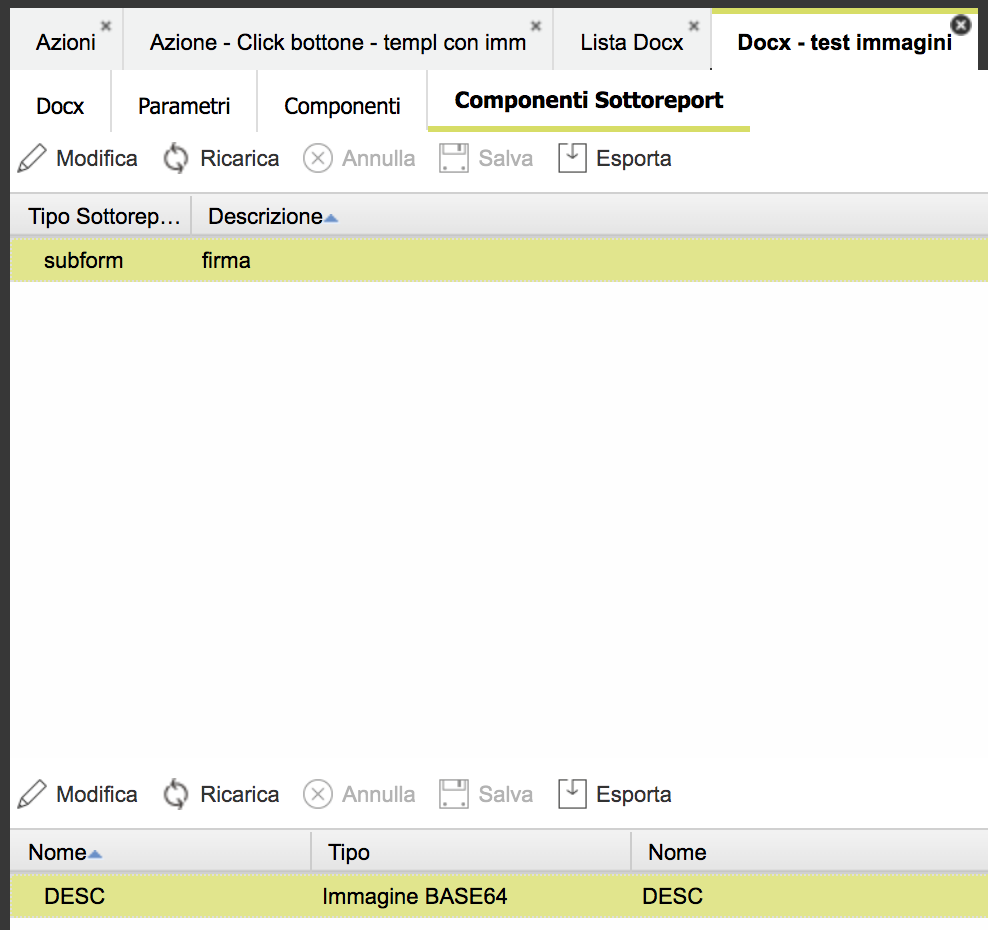 Azioni Azione - Click bottone - templ con imm Lista Docx Docx - test immagini
Docx Parametri Componenti Componenti Sottoreport
Modifica Ricarica Annulla Salva Esporta
Tipo Sottorep... Descrizione
subform firma
Modifica Ricarica Annulla Salva Esporta
Nome Tipo Nome
DESC Immagine BASE64 DESC